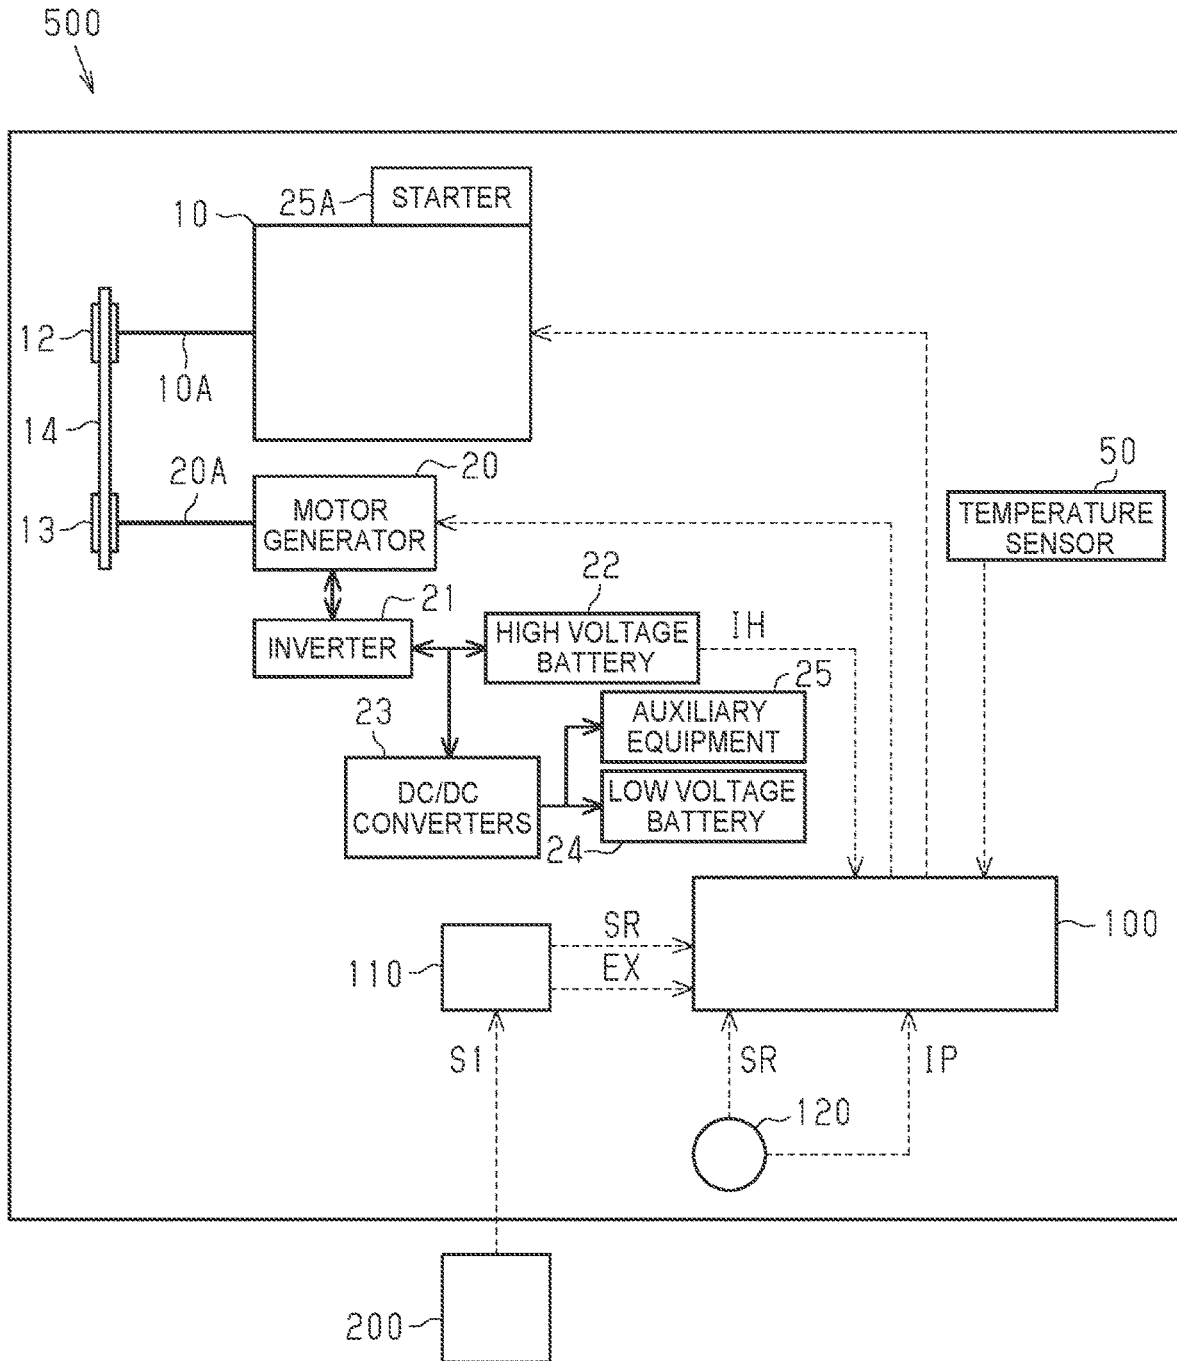 500
25A
STARTER
10
12
10A
14
20A
20
13
MOTOR
GENERATOR
50
TEMPERATURE
SENSOR
21
22
INVERTER
HIGH VOLTAGE
BATTERY
IH
23
25
AUXILIARY
EQUIPMENT
DC/DC
CONVERTERS
LOW VOLTAGE
BATTERY
24
SR
100
110
EX
S1
SR
IP
120
200